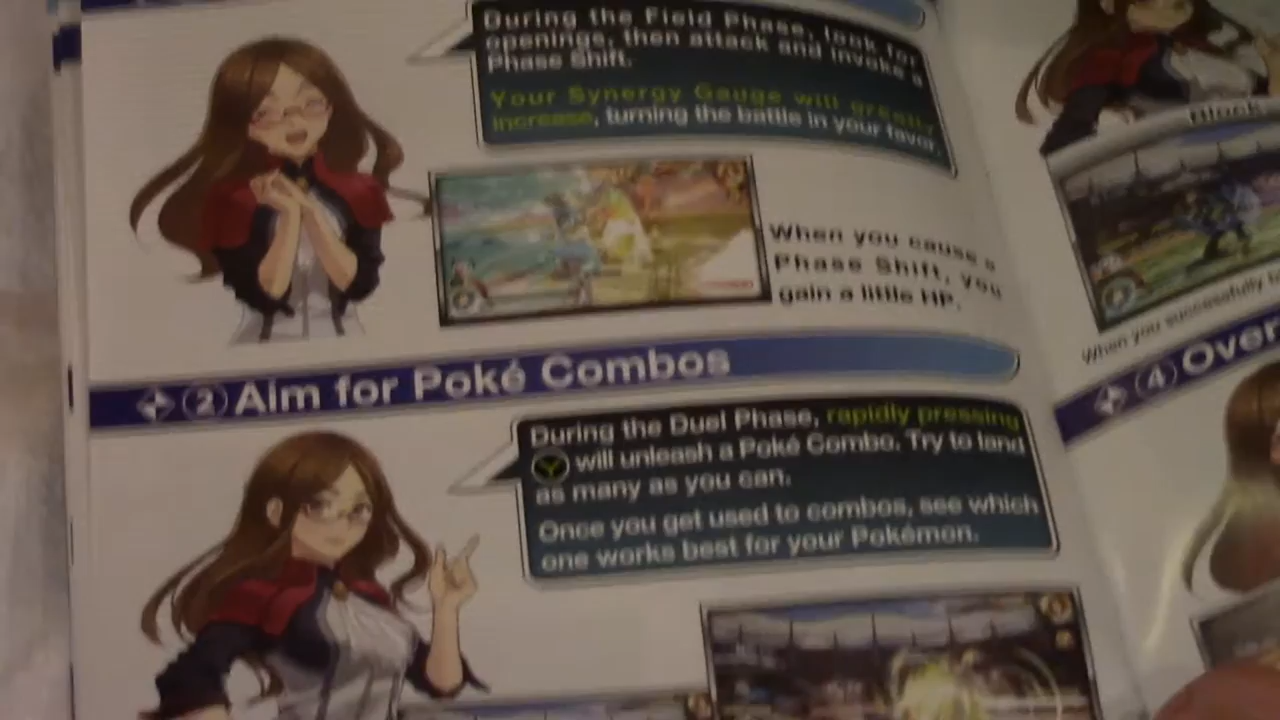 During the Field Phase, look for
openings, then attack and invoke a
Phase Shift.
Your Synergy Gauge will greatly
increase, turning the battle in your favor.
When you cause a
Phase Shift, you
gain a little HP.
② Aim for Poké Combos
During the Duel Phase, rapidly pressing
Ⓨ will unleash a Poké Combo. Try to land
as many as you can.
Once you get used to combos, see which
one works best for your Pokémon.
Block
When you successfully
④ Over